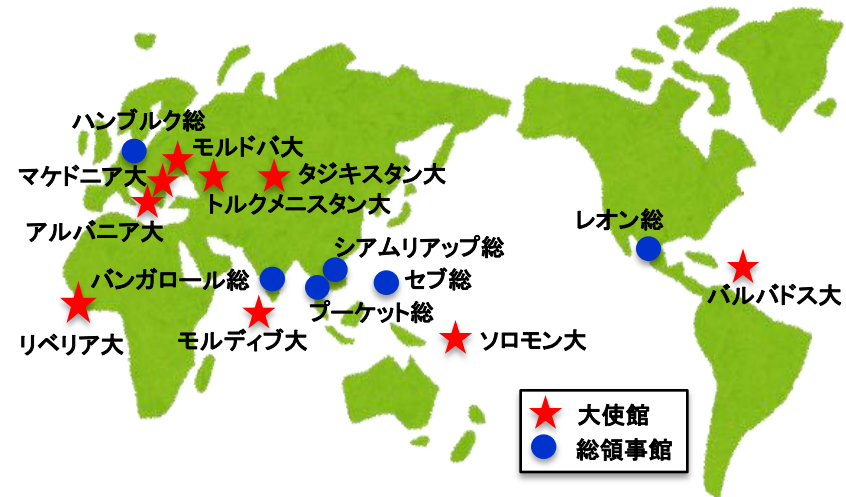 ハンブルク総
モルドバ大
マケドニア大
タジキスタン大
トルクメニスタン大
アルバニア大
レオン総
シアムリアップ総
バンガロール総
セブ総
バルバドス大
プーケット総
リベリア大
モルディブ大
ソロモン大
大使館
総領事館